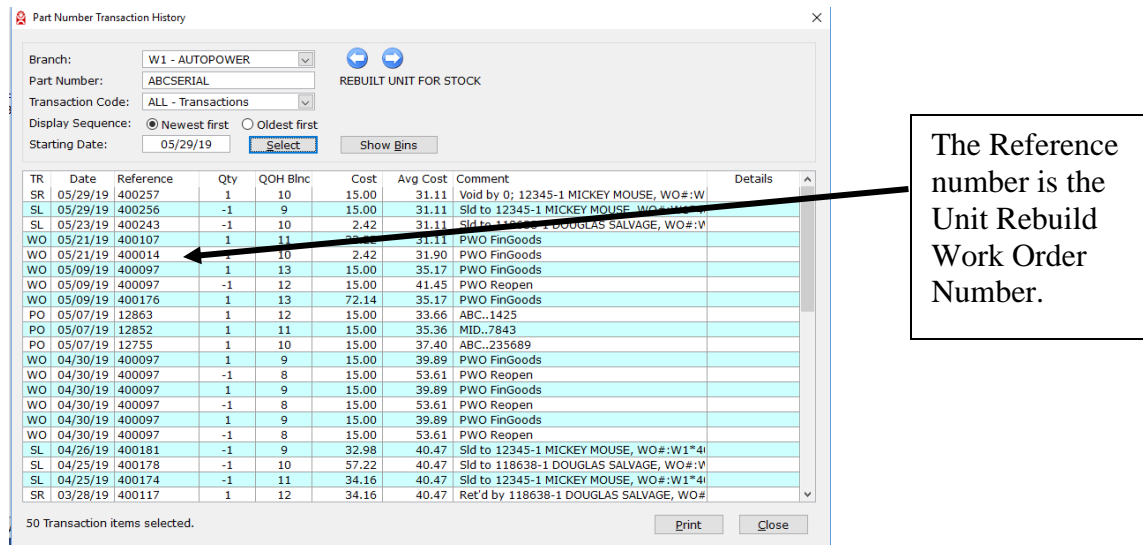 Part Number Transaction History
Branch: W1 - AUTOPOWER
Part Number: ABCSERIAL REBUILT UNIT FOR STOCK
Transaction Code: ALL - Transactions
Display Sequence: Newest first Oldest first
Starting Date: 05/29/19 Select Show Bins
TR Date Reference Qty QOH Blnc Cost Avg Cost Comment Details
SR 05/29/19 400257 1 10 15.00 31.11 Void by 0; 12345-1 MICKEY MOUSE, WO#:W
SL 05/29/19 400256 -1 9 15.00 31.11 Sld to 12345-1 MICKEY MOUSE,
SL 05/23/19 400243 -1 10 2.42 31.11 Sld to 118638-1 DOUGLAS SALVAGE, WO#:W
WO 05/21/19 400107 1 11 31.11 PWO FinGoods
WO 05/21/19 400014 1 10 2.42 31.90 PWO FinGoods
WO 05/09/19 400097 1 13 15.00 35.17 PWO FinGoods
WO 05/09/19 400097 -1 12 15.00 41.45 PWO Reopen
WO 05/09/19 400176 1 13 72.14 35.17 PWO FinGoods
PO 05/07/19 12863 1 12 15.00 33.66 ABC..1425
PO 05/07/19 12852 1 11 15.00 35.36 MID..7843
PO 05/07/19 12755 1 10 15.00 37.40 ABC..235689
WO 04/30/19 400097 1 9 15.00 39.89 PWO FinGoods
WO 04/30/19 400097 -1 8 15.00 53.61 PWO Reopen
WO 04/30/19 400097 1 9 15.00 39.89 PWO FinGoods
WO 04/30/19 400097 -1 8 15.00 53.61 PWO Reopen
WO 04/30/19 400097 1 9 15.00 39.89 PWO FinGoods
WO 04/30/19 400097 -1 8 15.00 53.61 PWO Reopen
SL 04/26/19 400181 -1 9 32.98 40.47 Sld to 12345-1 MICKEY MOUSE, WO#:W1*4
SL 04/25/19 400178 -1 10 57.22 40.47 Sld to 118638-1 DOUGLAS SALVAGE, WO#:W
SL 04/25/19 400174 -1 11 34.16 40.47 Sld to 12345-1 MICKEY MOUSE, WO#:W1*4
SR 03/28/19 400117 1 12 34.16 40.47 Ret'd by 118638-1 DOUGLAS SALVAGE, WO#
50 Transaction items selected. Print Close
The Reference
number is the
Unit Rebuild
Work Order
Number.